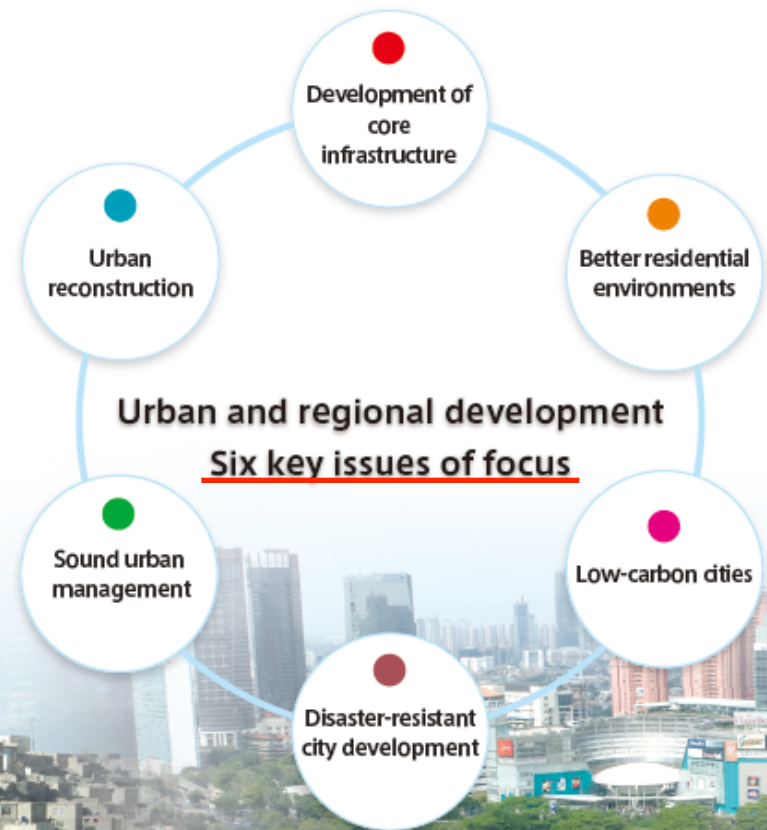 Development of
core
infrastructure
Urban
reconstruction
Better residential
environments
Urban and regional development
Six key issues of focus
Sound urban
management
Low-carbon cities
Disaster-resistant
city development